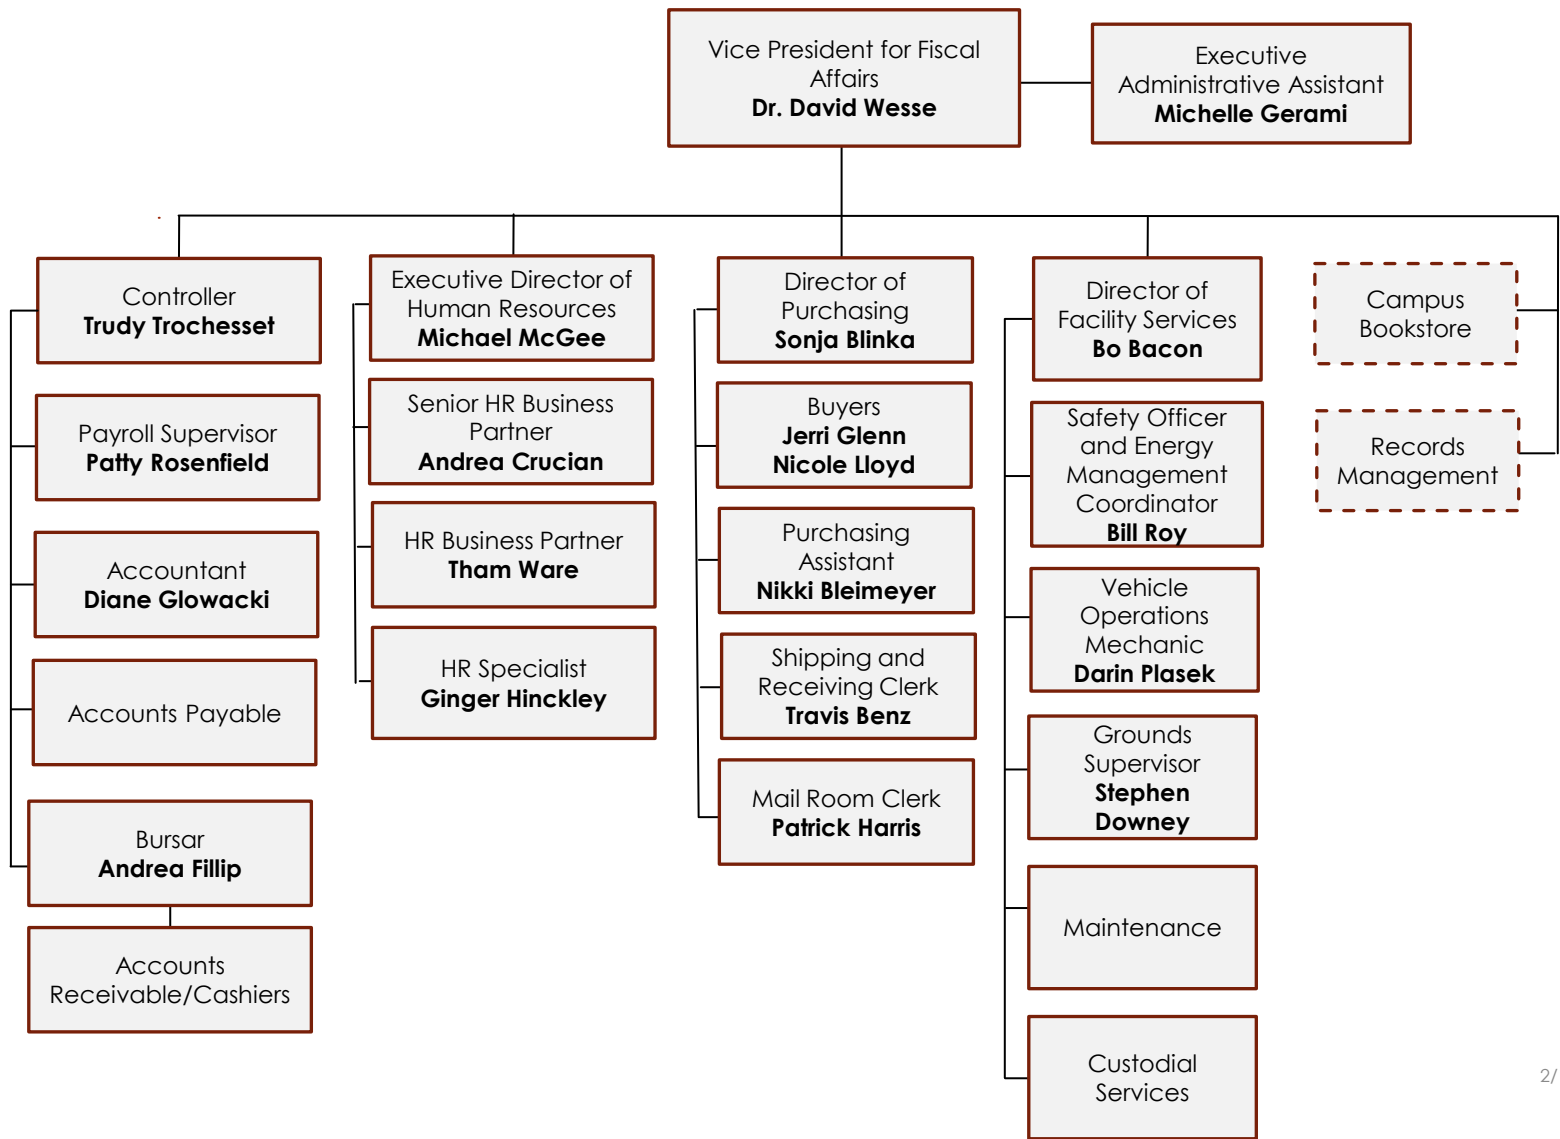 Vice President for Fiscal
Affairs
Dr. David Wesse
Executive
Administrative Assistant
Michelle Gerami
Controller
Trudy Trochesset
Payroll Supervisor
Patty Rosenfield
Accountant
Diane Glowacki
Accounts Payable
Bursar
Andrea Fillip
Accounts
Receivable/Cashiers
Executive Director of
Human Resources
Michael McGee
Senior HR Business
Partner
Andrea Crucian
HR Business Partner
Tham Ware
HR Specialist
Ginger Hinckley
Director of
Purchasing
Sonja Blinka
Buyers
Jerri Glenn
Nicole Lloyd
Purchasing
Assistant
Nikki Bleimeyer
Shipping and
Receiving Clerk
Travis Benz
Mail Room Clerk
Patrick Harris
Director of
Facility Services
Bo Bacon
Safety Officer
and Energy
Management
Coordinator
Bill Roy
Vehicle
Operations
Mechanic
Darin Plasek
Grounds
Supervisor
Stephen
Downey
Maintenance
Custodial
Services
Campus
Bookstore
Records
Management
2/